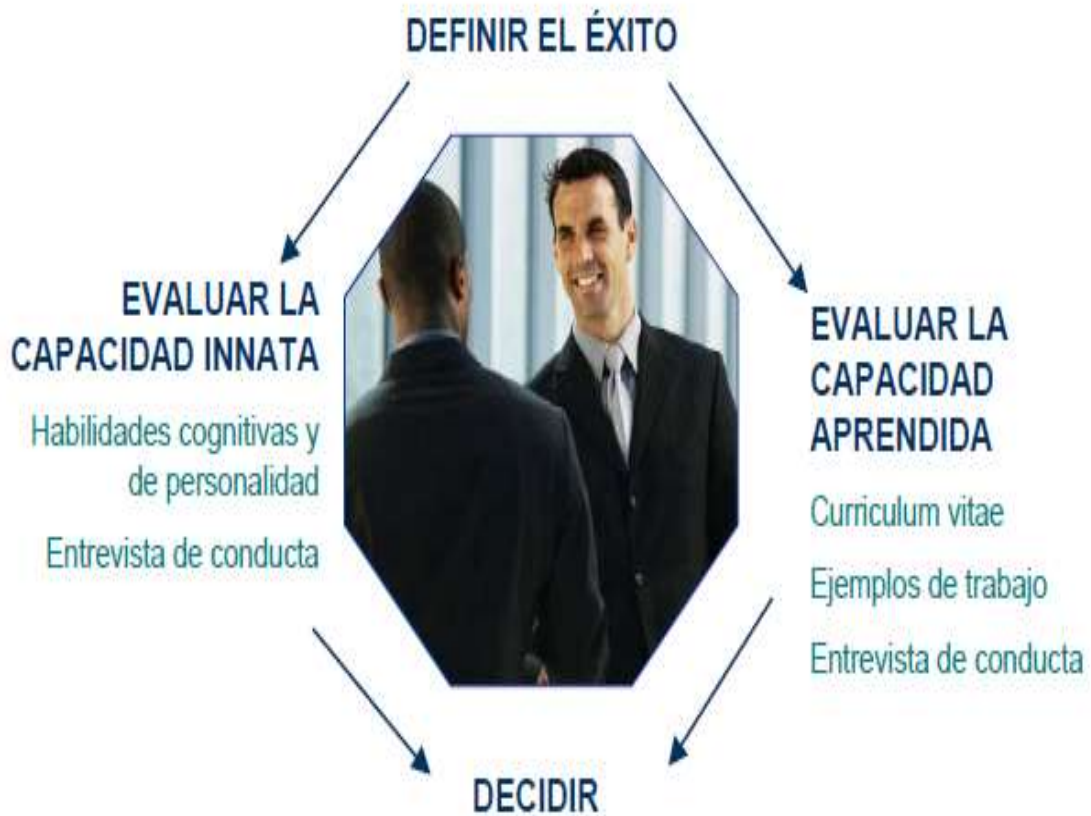 DEFINIR EL ÉXITO
EVALUAR LA
CAPACIDAD INNATA
Habilidades cognitivas y
de personalidad
Entrevista de conducta
EVALUAR LA
CAPACIDAD
APRENDIDA
Curriculum vitae
Ejemplos de trabajo
Entrevista de conducta
DECIDIR